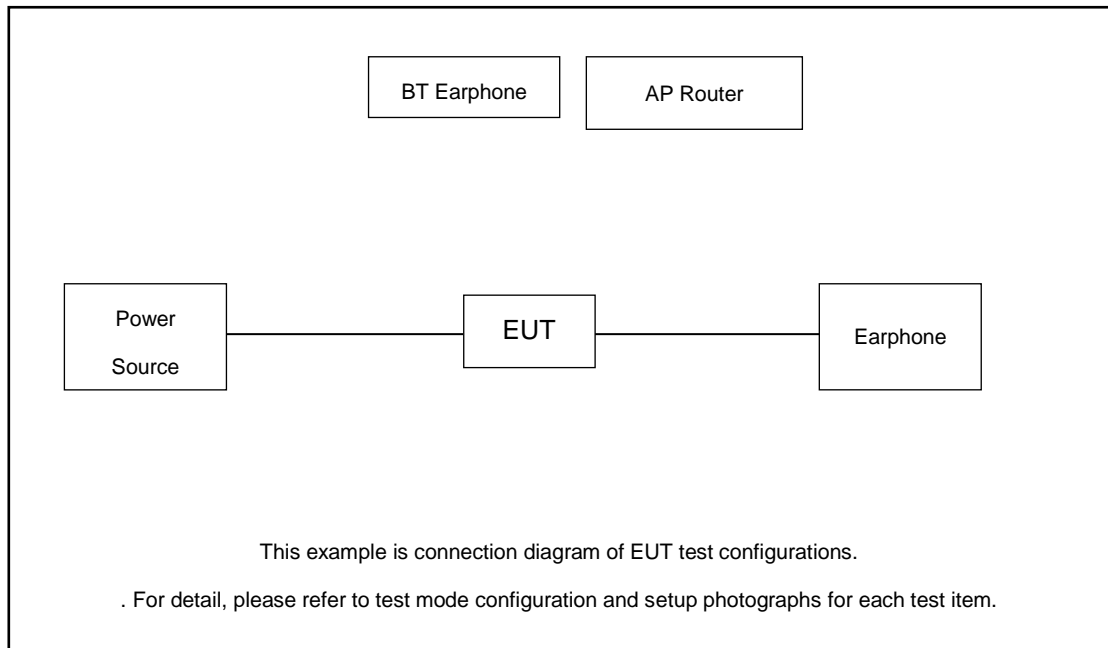 BT Earphone
AP Router
Power
Source
EUT
Earphone
This example is connection diagram of EUT test configurations.
. For detail, please refer to test mode configuration and setup photographs for each test item.